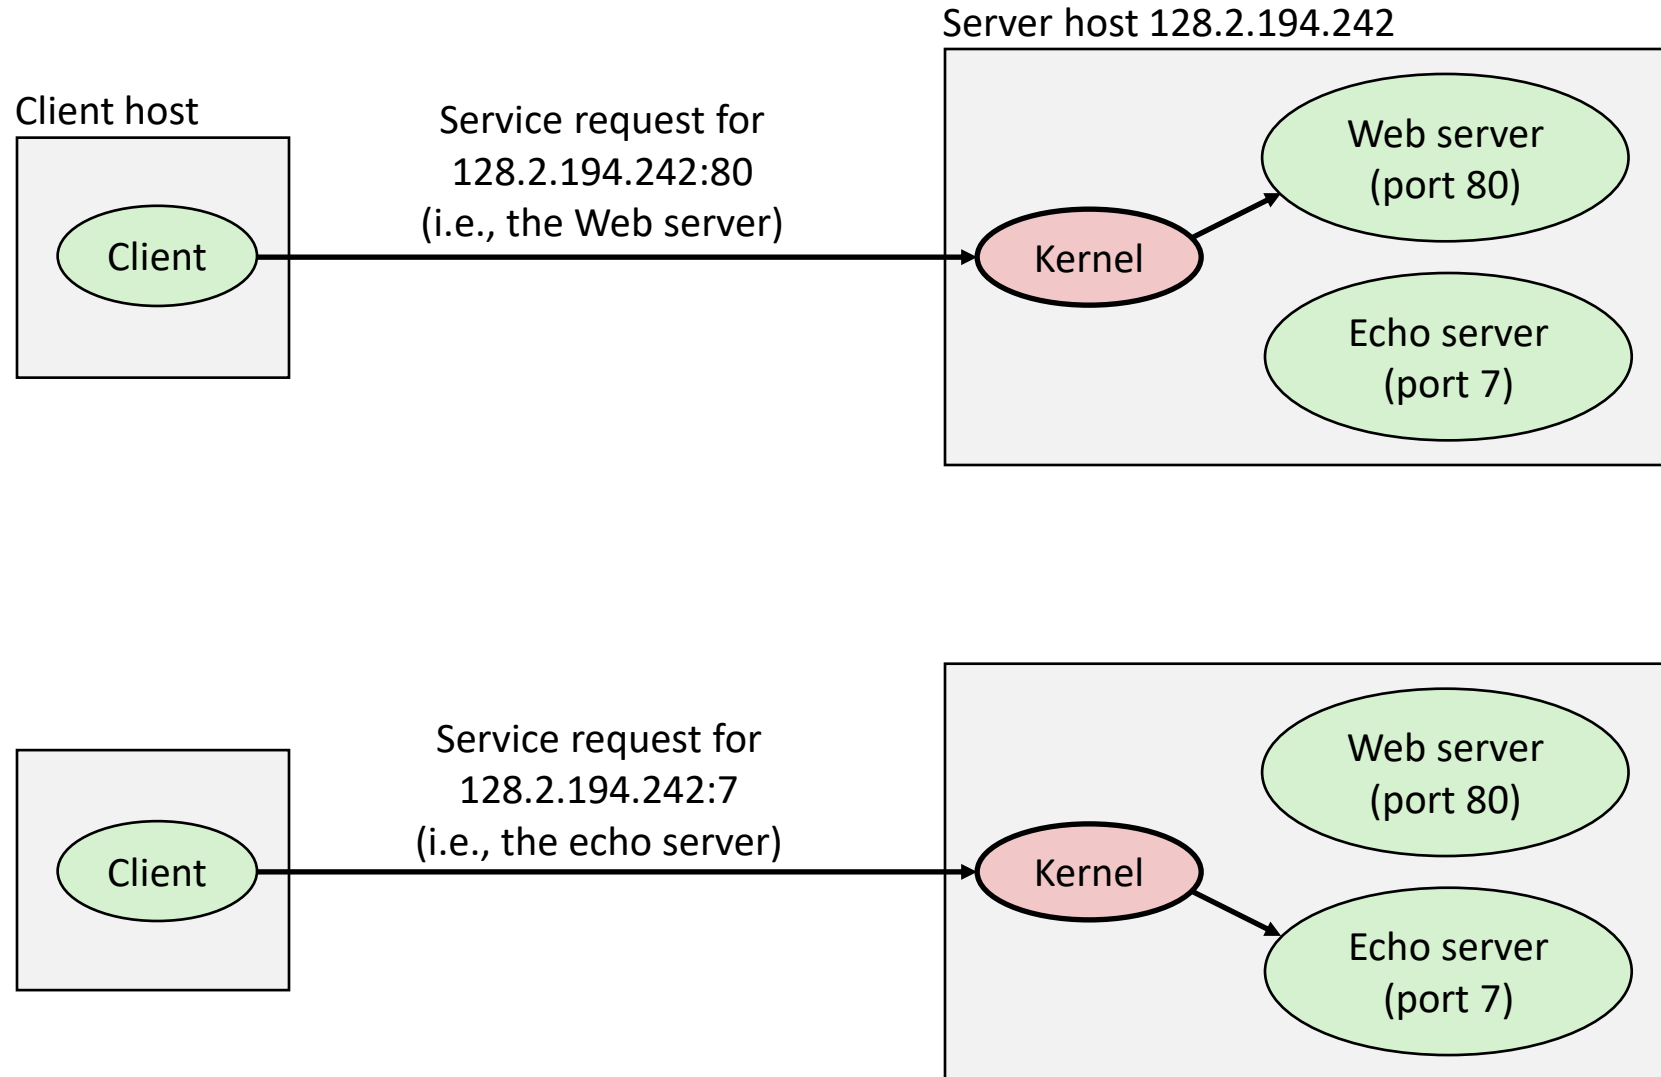 Server host 128.2.194.242
Client host
Service request for
128.2.194.242:80
(i.e., the Web server)
Client
Kernel
Web server
(port 80)
Echo server
(port 7)
Service request for
128.2.194.242:7
(i.e., the echo server)
Client
Kernel
Web server
(port 80)
Echo server
(port 7)